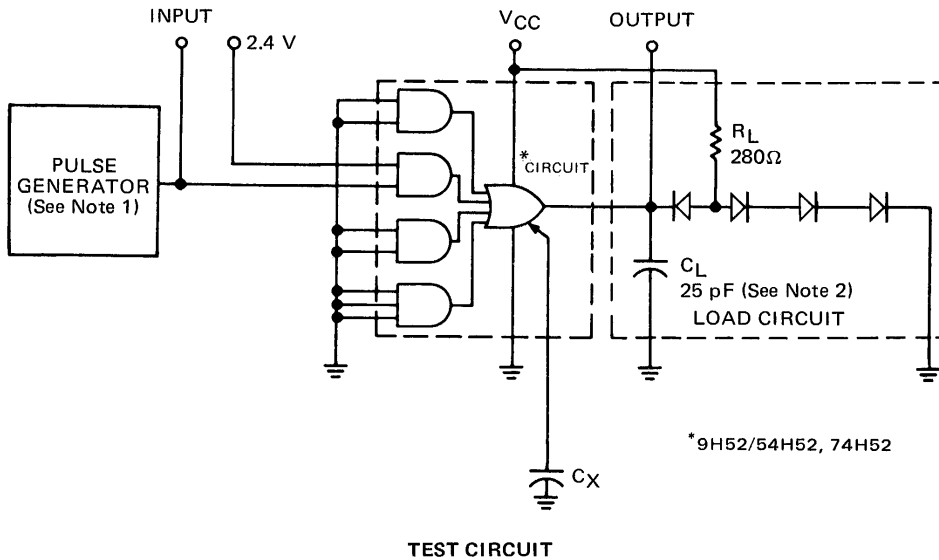 INPUT
2.4 V
VCC
OUTPUT
PULSE
GENERATOR
(See Note 1)
*CIRCUIT
RL
280Ω
CL
25 pF (See Note 2)
LOAD CIRCUIT
*9H52/54H52, 74H52
CX
TEST CIRCUIT